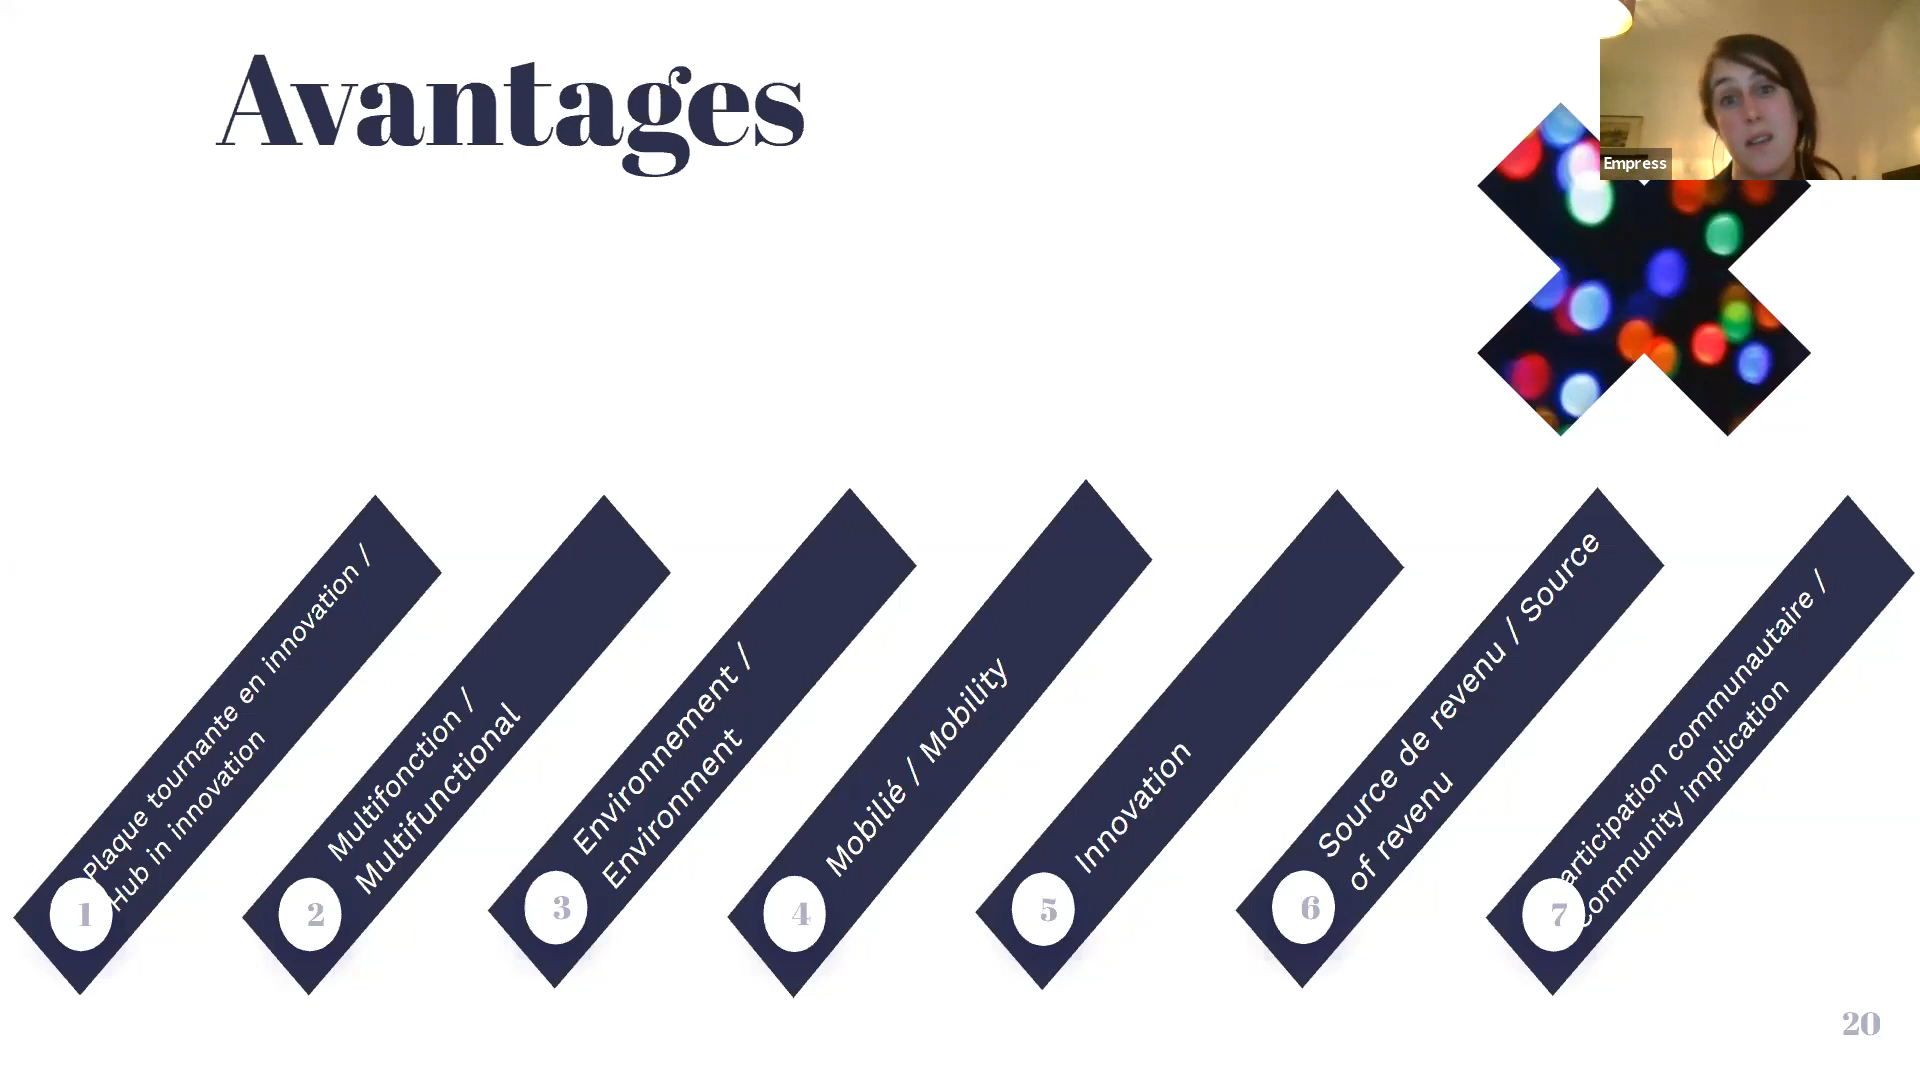 Avantages
Empress
Plaque tournante en innovation /
Hub in innovation
1
Multifonction /
Multifunctional
2
Environnement /
Environment
3
Mobilié / Mobility
4
Innovation
5
Source de revenu / Source
of revenu
6
articipation communautaire /
community implication
7
20